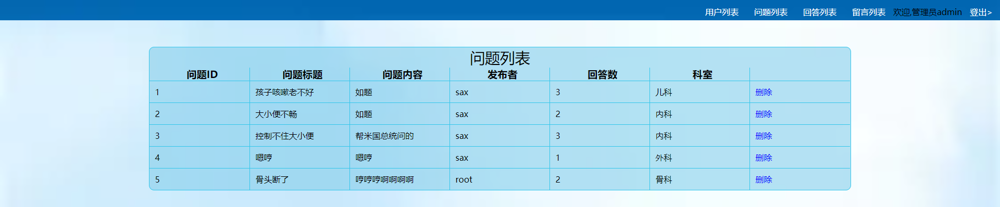 用户列表 问题列表 回答列表 留言列表 欢迎,管理员admin 登出>
问题列表
问题ID 问题标题 问题内容 发布者 回答数 科室
1 孩子咳嗽老不好 如题 sax 3 儿科 删除
2 大小便不畅 如题 sax 2 内科 删除
3 控制不住大小便 帮米国总统问的 sax 3 内科 删除
4 嗯哼 嗯哼 sax 1 外科 删除
5 骨头断了 哼哼哼啊啊啊啊 root 2 骨科 删除